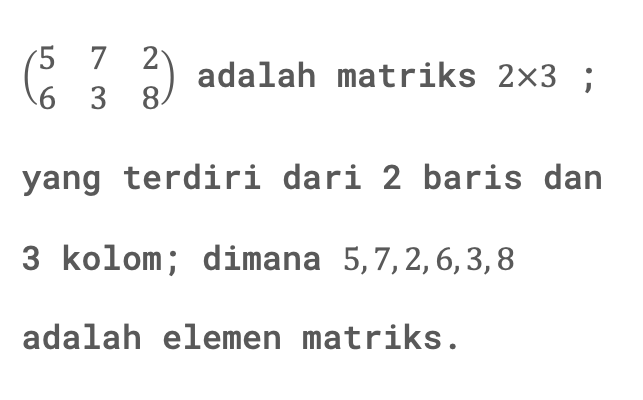 (5 7 2
6 3 8) adalah matriks 2×3 ;
yang terdiri dari 2 baris dan
3 kolom; dimana 5,7,2,6,3,8
adalah elemen matriks.